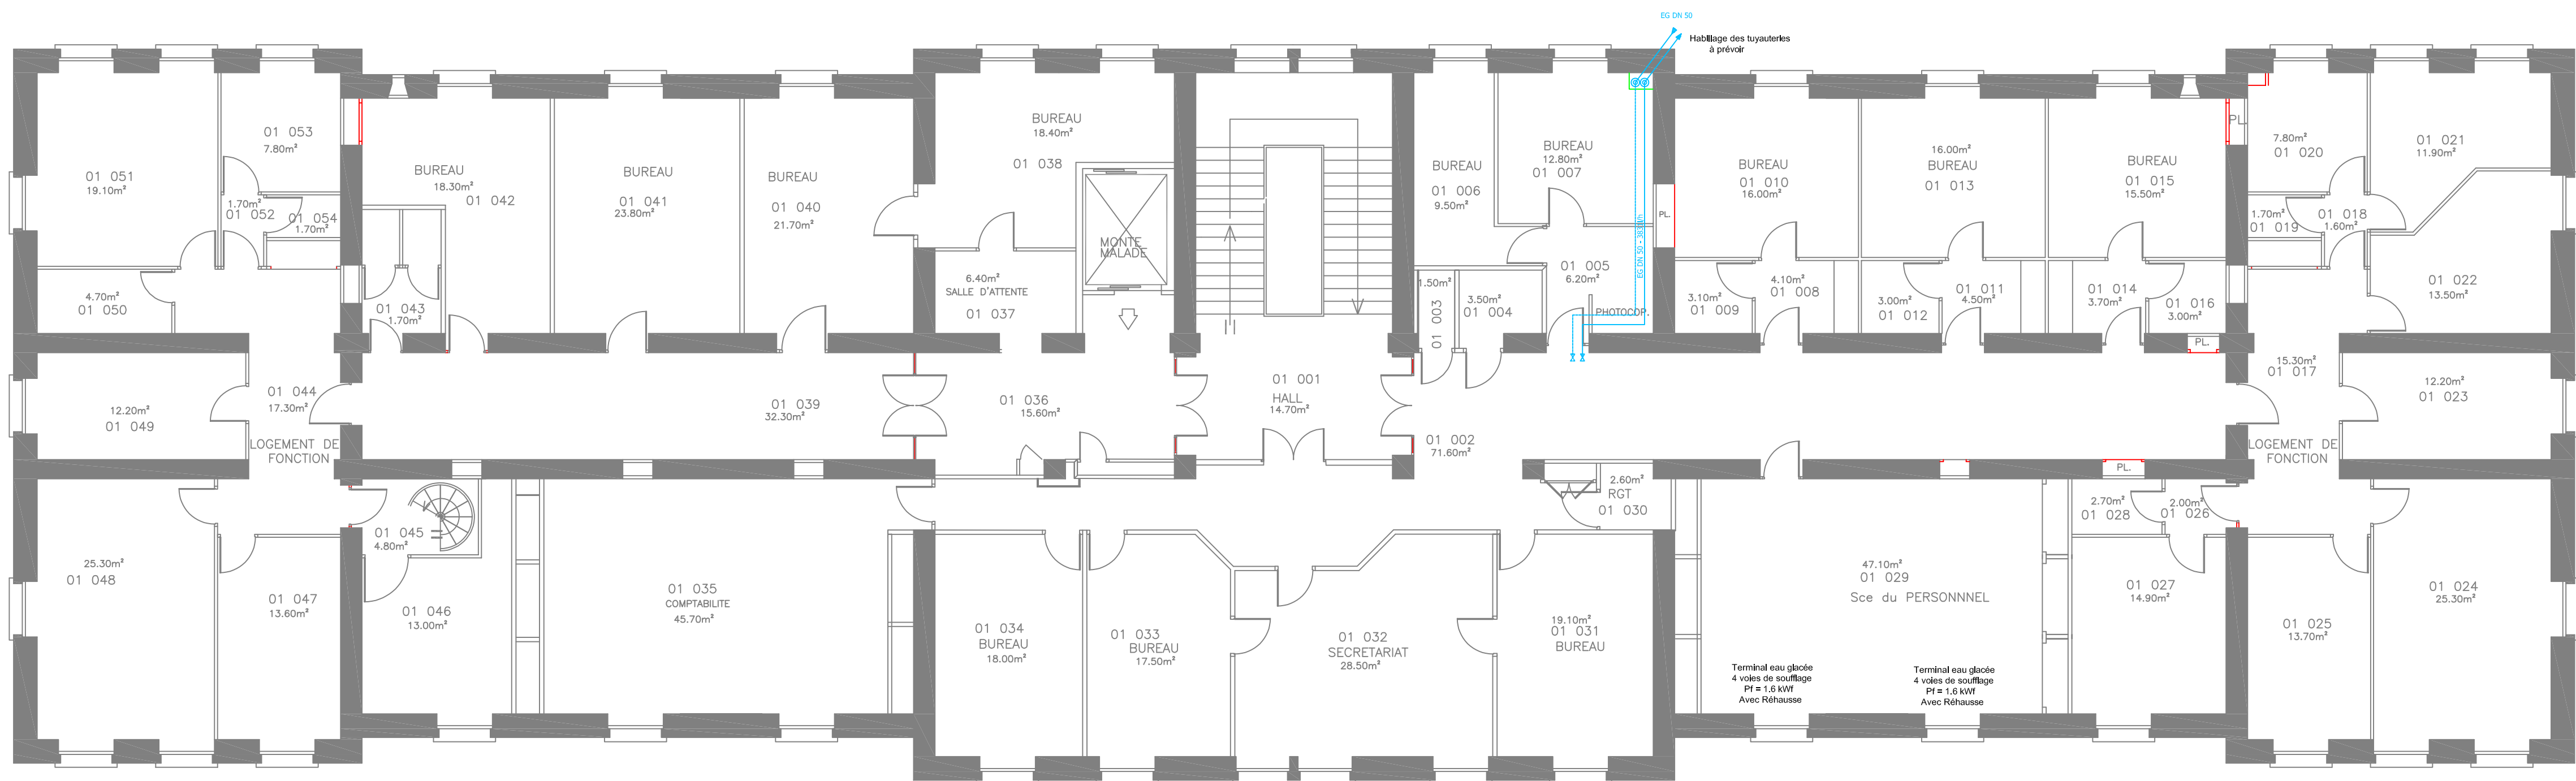 EG DN 50
Habillage des tuyauteries
à prévoir
01 051
19.10m²
01 053
7.80m²
1.70m²
01 052
01 054
1.70m²
4.70m²
01 050
BUREAU
18.30m²
01 042
01 043
1.70m²
BUREAU
01 041
23.80m²
BUREAU
01 040
21.70m²
BUREAU
18.40m²
01 038
MONTE
MALADE
6.40m²
SALLE D'ATTENTE
01 037
BUREAU
01 006
9.50m²
BUREAU
12.80m²
01 007
01 005
6.20m²
1.50m²
01 003
3.50m²
01 004
PHOTOCOP.
PL.
BUREAU
01 010
16.00m²
3.10m²
01 009
4.10m²
01 008
16.00m²
BUREAU
01 013
3.00m²
01 012
01 011
4.50m²
BUREAU
01 015
15.50m²
01 014
3.70m²
01 016
3.00m²
PL.
PL.
7.80m²
01 020
01 021
11.90m²
1.70m²
01 019
01 018
1.60m²
01 022
13.50m²
12.20m²
01 049
01 044
17.30m²
LOGEMENT DE
FONCTION
01 039
32.30m²
01 036
15.60m²
01 001
HALL
14.70m²
01 002
71.60m²
15.30m²
01 017
LOGEMENT DE
FONCTION
12.20m²
01 023
25.30m²
01 048
01 047
13.60m²
01 045
4.80m²
01 046
13.00m²
01 035
COMPTABILITE
45.70m²
01 034
BUREAU
18.00m²
01 033
BUREAU
17.50m²
01 032
SECRETARIAT
28.50m²
19.10m²
01 031
BUREAU
2.60m²
RGT
01 030
47.10m²
01 029
Sce du PERSONNNEL
Terminal eau glacée
4 voies de soufflage
Pf = 1.6 kWf
Avec Réhausse
Terminal eau glacée
4 voies de soufflage
Pf = 1.6 kWf
Avec Réhausse
PL.
2.70m²
01 028
2.00m²
01 026
01 027
14.90m²
01 025
13.70m²
01 024
25.30m²